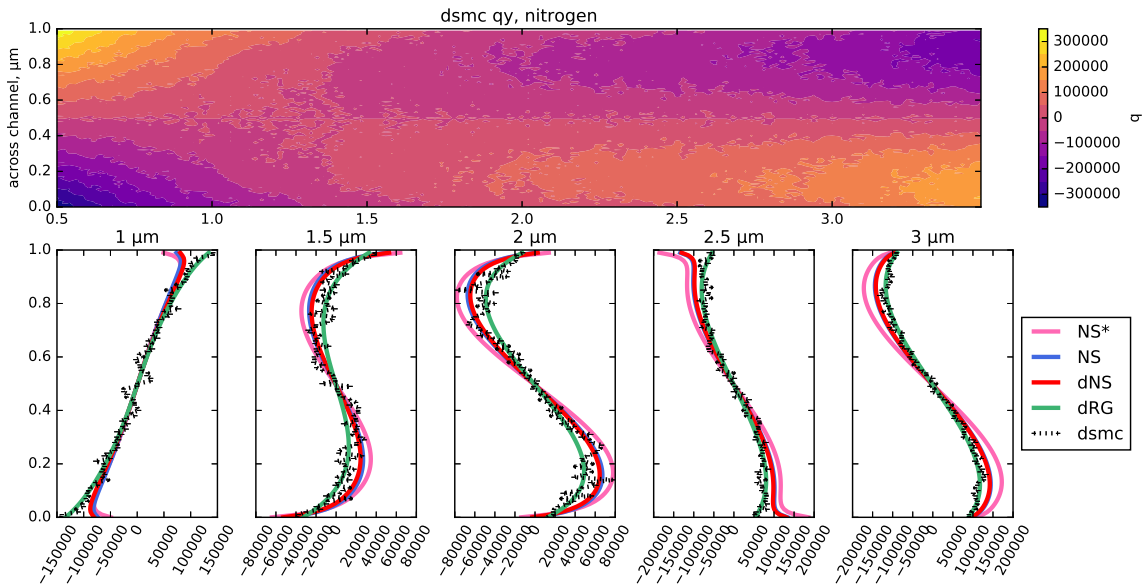 dsmc qy, nitrogen
across channel, μm
1.0
0.8
0.6
0.4
0.2
0.0
0.5 1.0 1.5 2.0 2.5 3.0
300000
200000
100000
0
−100000
−200000
−300000
q
1 μm 1.5 μm 2 μm 2.5 μm 3 μm
1.0
0.8
0.6
0.4
0.2
0.0
−150000 −100000 −50000 0 50000 100000 150000
−80000 −60000 −40000 −20000 0 20000 40000 60000 80000
−80000 −60000 −40000 −20000 0 20000 40000 60000 80000
−200000 −150000 −100000 −50000 0 50000 100000 150000 200000
−200000 −150000 −100000 −50000 0 50000 100000 150000 200000
NS*
NS
dNS
dRG
dsmc